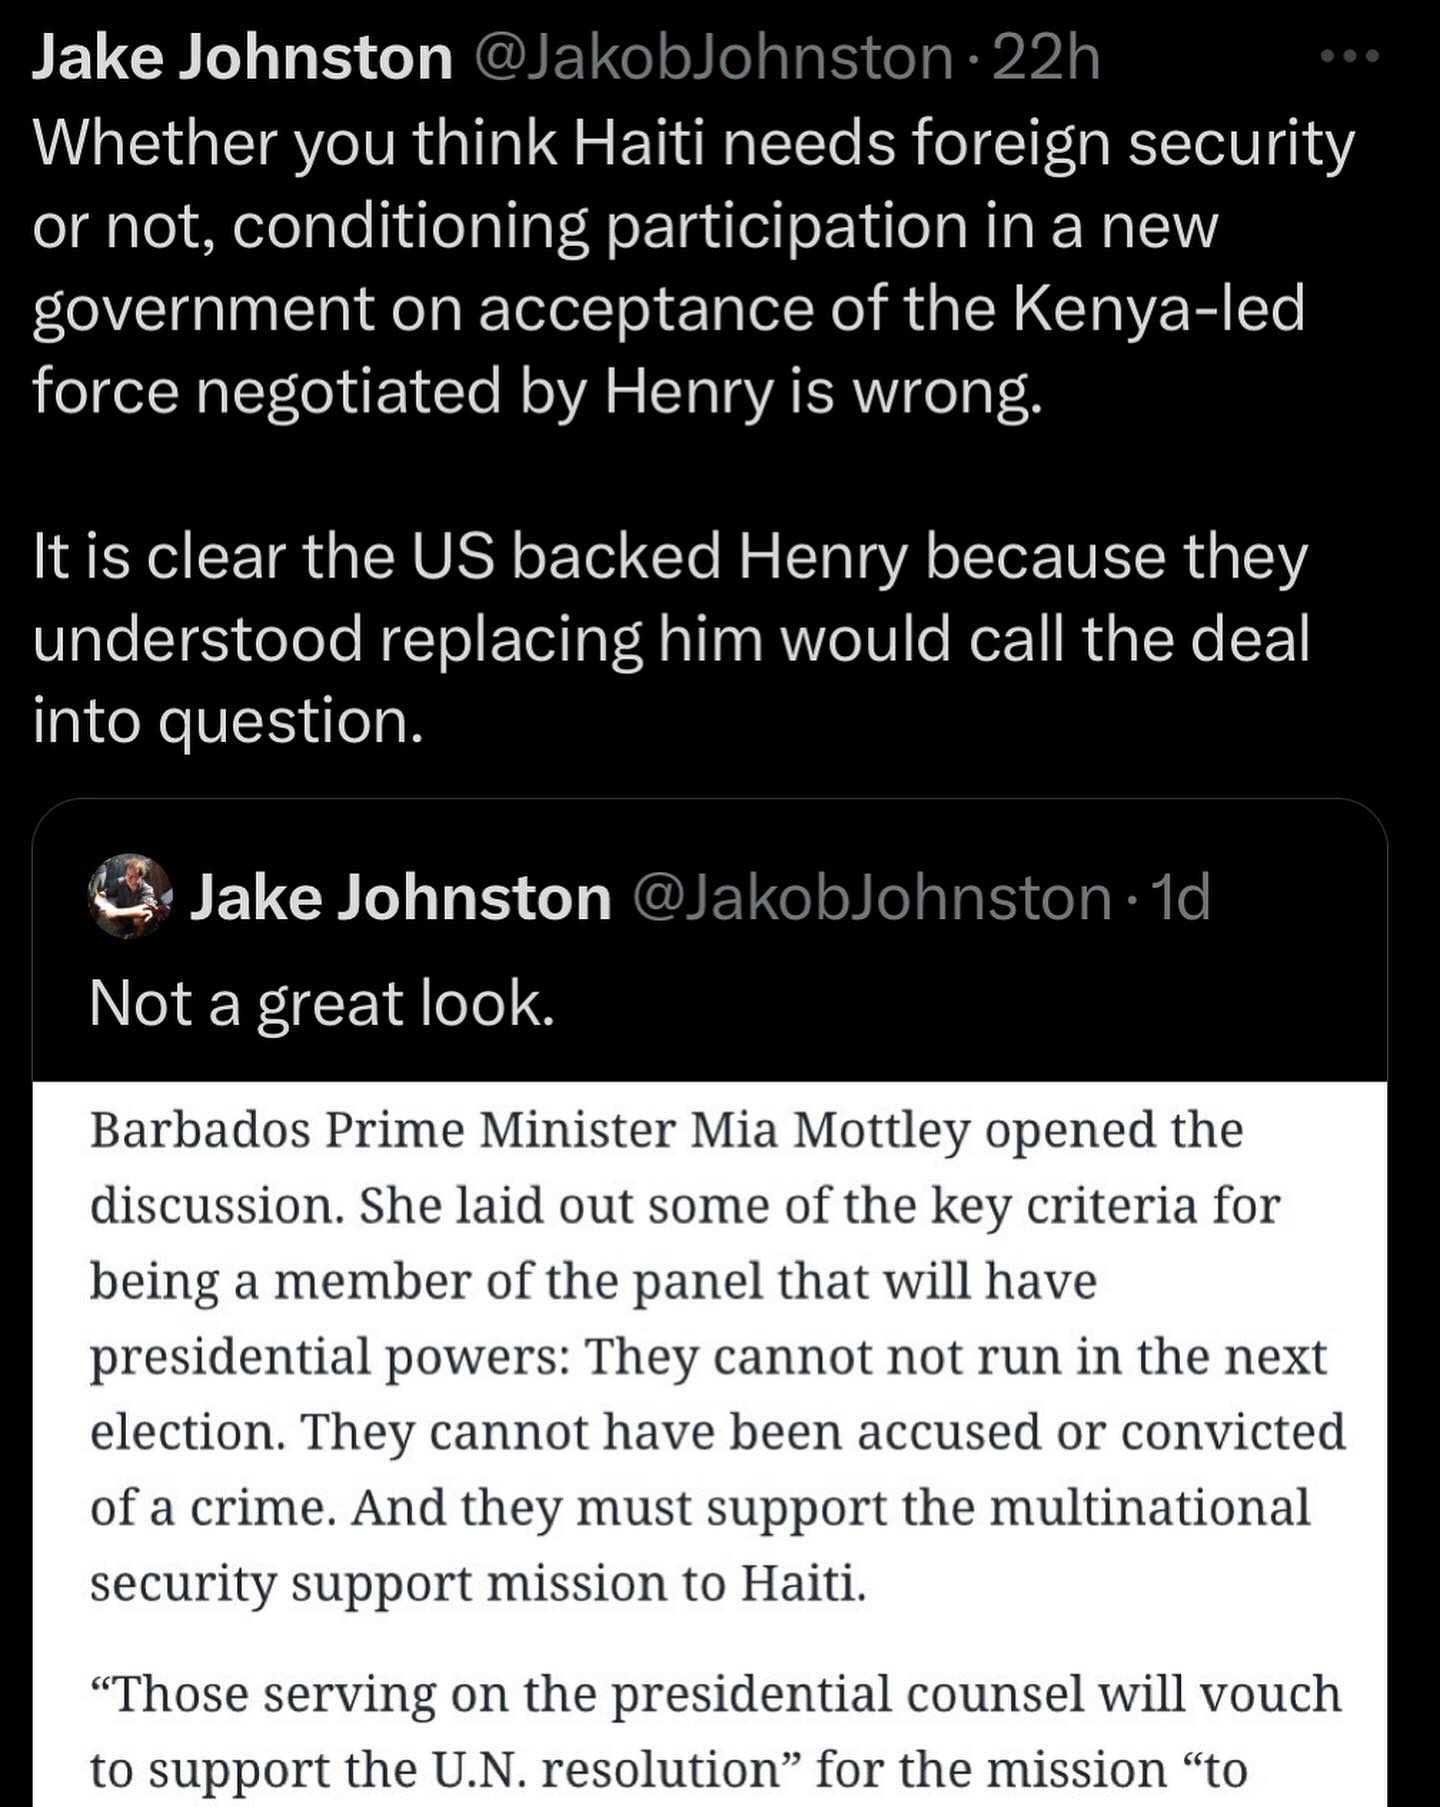 Jake Johnston @JakobJohnston · 22h
Whether you think Haiti needs foreign security
or not, conditioning participation in a new
government on acceptance of the Kenya-led
force negotiated by Henry is wrong.
It is clear the US backed Henry because they
understood replacing him would call the deal
into question.
Jake Johnston @JakobJohnston · 1d
Not a great look.
Barbados Prime Minister Mia Mottley opened the
discussion. She laid out some of the key criteria for
being a member of the panel that will have
presidential powers: They cannot not run in the next
election. They cannot have been accused or convicted
of a crime. And they must support the multinational
security support mission to Haiti.
“Those serving on the presidential counsel will vouch
to support the U.N. resolution” for the mission “to